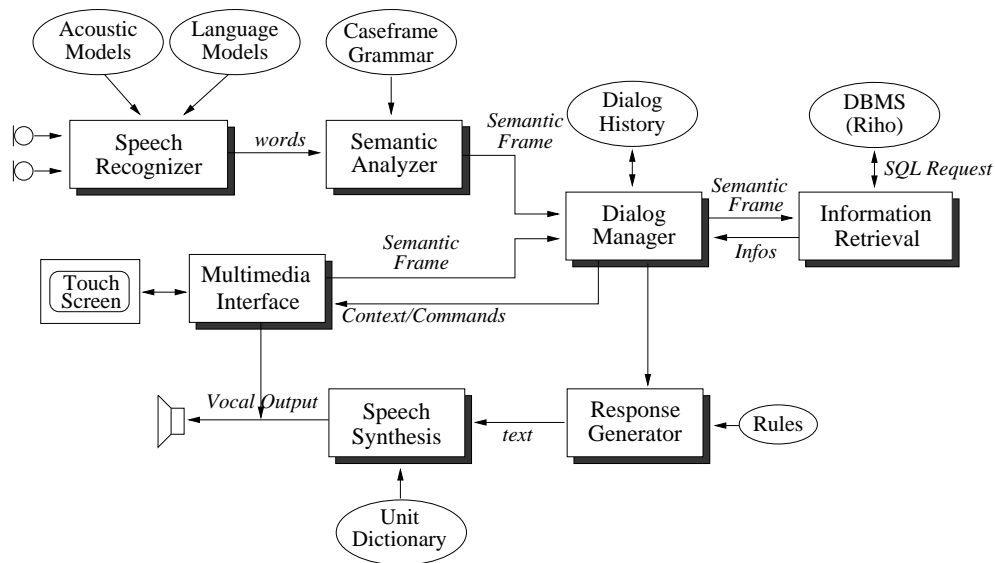 Acoustic
Models
Language
Models
Caseframe
Grammar
Speech
Recognizer
words
Semantic
Analyzer
Semantic
Frame
Dialog
History
DBMS
(Riho)
SQL Request
Dialog
Manager
Semantic
Frame
Infos
Information
Retrieval
Touch
Screen
Multimedia
Interface
Semantic
Frame
Context/Commands
Vocal Output
Speech
Synthesis
text
Response
Generator
Rules
Unit
Dictionary